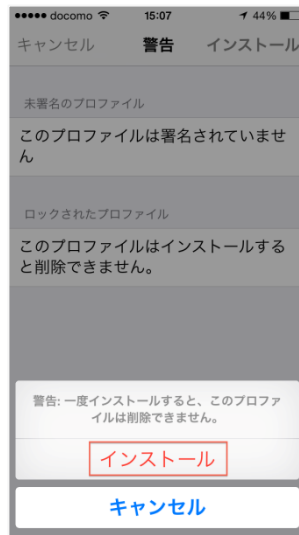 docomo 15:07 44%
キャンセル 警告 インストール
未署名のプロファイル
このプロファイルは署名されていませ
ん
ロックされたプロファイル
このプロファイルはインストールする
と削除できません。
警告: 一度インストールすると、このプロファ
イルは削除できません。
インストール
キャンセル